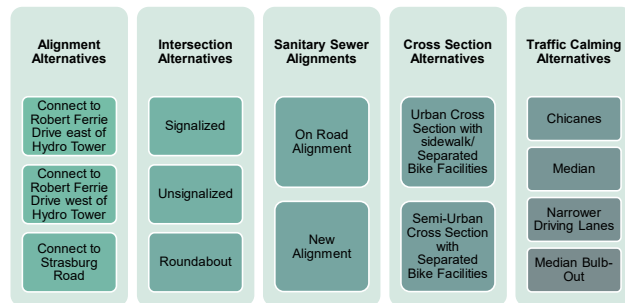 Alignment
Alternatives
Connect to
Robert Ferrie
Drive east of
Hydro Tower
Connect to
Robert Ferrie
Drive west of
Hydro Tower
Connect to
Strasburg
Road
Intersection
Alternatives
Signalized
Unsignalized
Roundabout
Sanitary Sewer
Alignments
On Road
Alignment
New
Alignment
Cross Section
Alternatives
Urban Cross
Section with
sidewalk/
Separated
Bike Facilities
Semi-Urban
Cross Section
with
Separated
Bike Facilities
Traffic Calming
Alternatives
Chicanes
Median
Narrower
Driving Lanes
Median Bulb-
Out